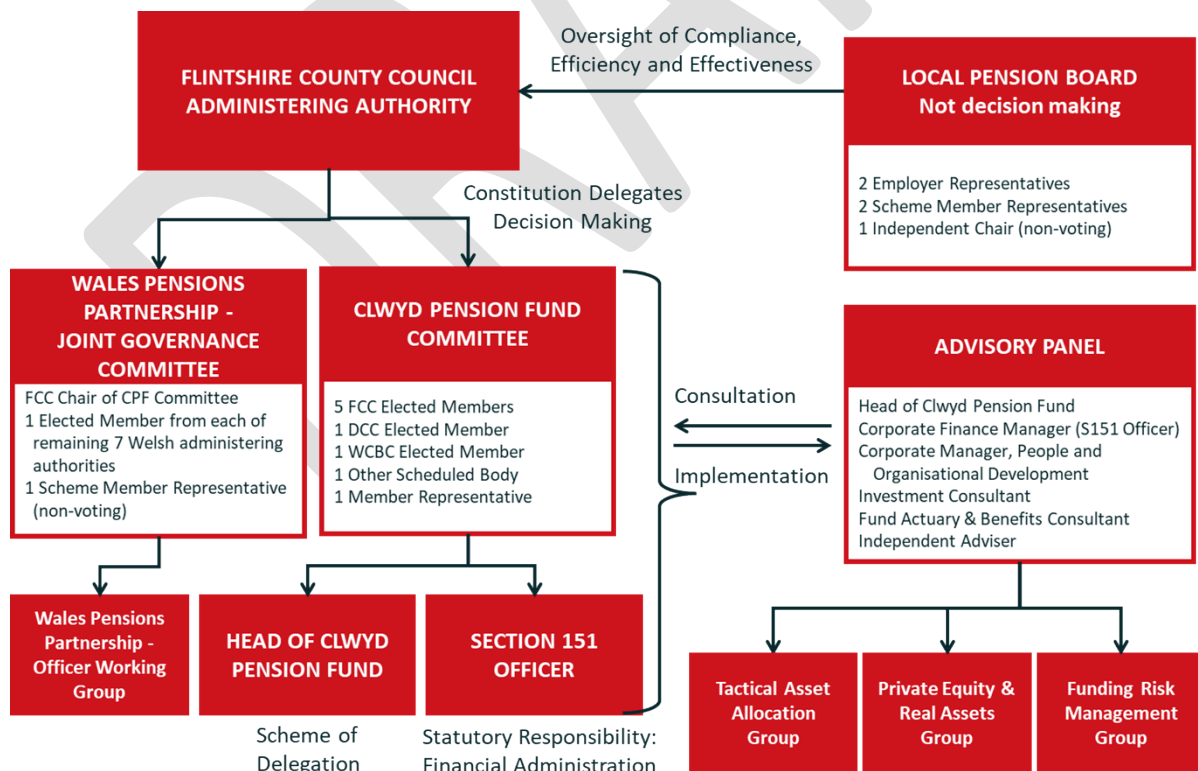 Oversight of Compliance,
Efficiency and Effectiveness
FLINTSHIRE COUNTY COUNCIL
ADMINISTERING AUTHORITY
LOCAL PENSION BOARD
Not decision making
2 Employer Representatives
2 Scheme Member Representatives
1 Independent Chair (non-voting)
Constitution Delegates
Decision Making
WALES PENSIONS
PARTNERSHIP -
JOINT GOVERNANCE
COMMITTEE
FCC Chair of CPF Committee
1 Elected Member from each of
remaining 7 Welsh administering
authorities
1 Scheme Member Representative
(non-voting)
CLWYD PENSION FUND
COMMITTEE
5 FCC Elected Members
1 DCC Elected Member
1 WCBC Elected Member
1 Other Scheduled Body
1 Member Representative
Consultation
Implementation
ADVISORY PANEL
Head of Clwyd Pension Fund
Corporate Finance Manager (S151 Officer)
Corporate Manager, People and
Organisational Development
Investment Consultant
Fund Actuary & Benefits Consultant
Independent Adviser
Wales Pensions
Partnership -
Officer Working
Group
HEAD OF CLWYD
PENSION FUND
SECTION 151
OFFICER
Tactical Asset
Allocation
Group
Private Equity &
Real Assets
Group
Funding Risk
Management
Group
Scheme of
Delegation
Statutory Responsibility:
Financial Administration